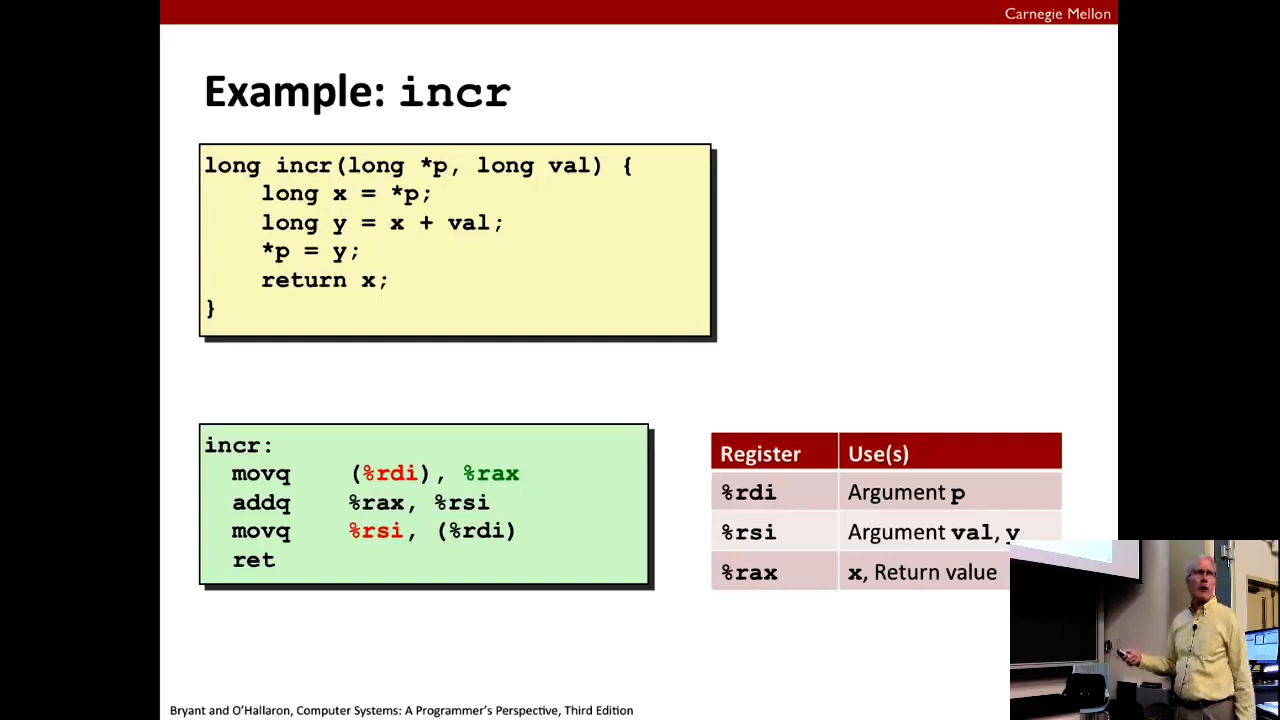 Carnegie Mellon
Example: incr
long incr(long *p, long val) {
    long x = *p;
    long y = x + val;
    *p = y;
    return x;
}
incr:
  movq    (%rdi), %rax
  addq    %rax, %rsi
  movq    %rsi, (%rdi)
  ret
Register Use(s)
%rdi Argument p
%rsi Argument val, y
%rax x, Return value
Bryant and O'Hallaron, Computer Systems: A Programmer's Perspective, Third Edition